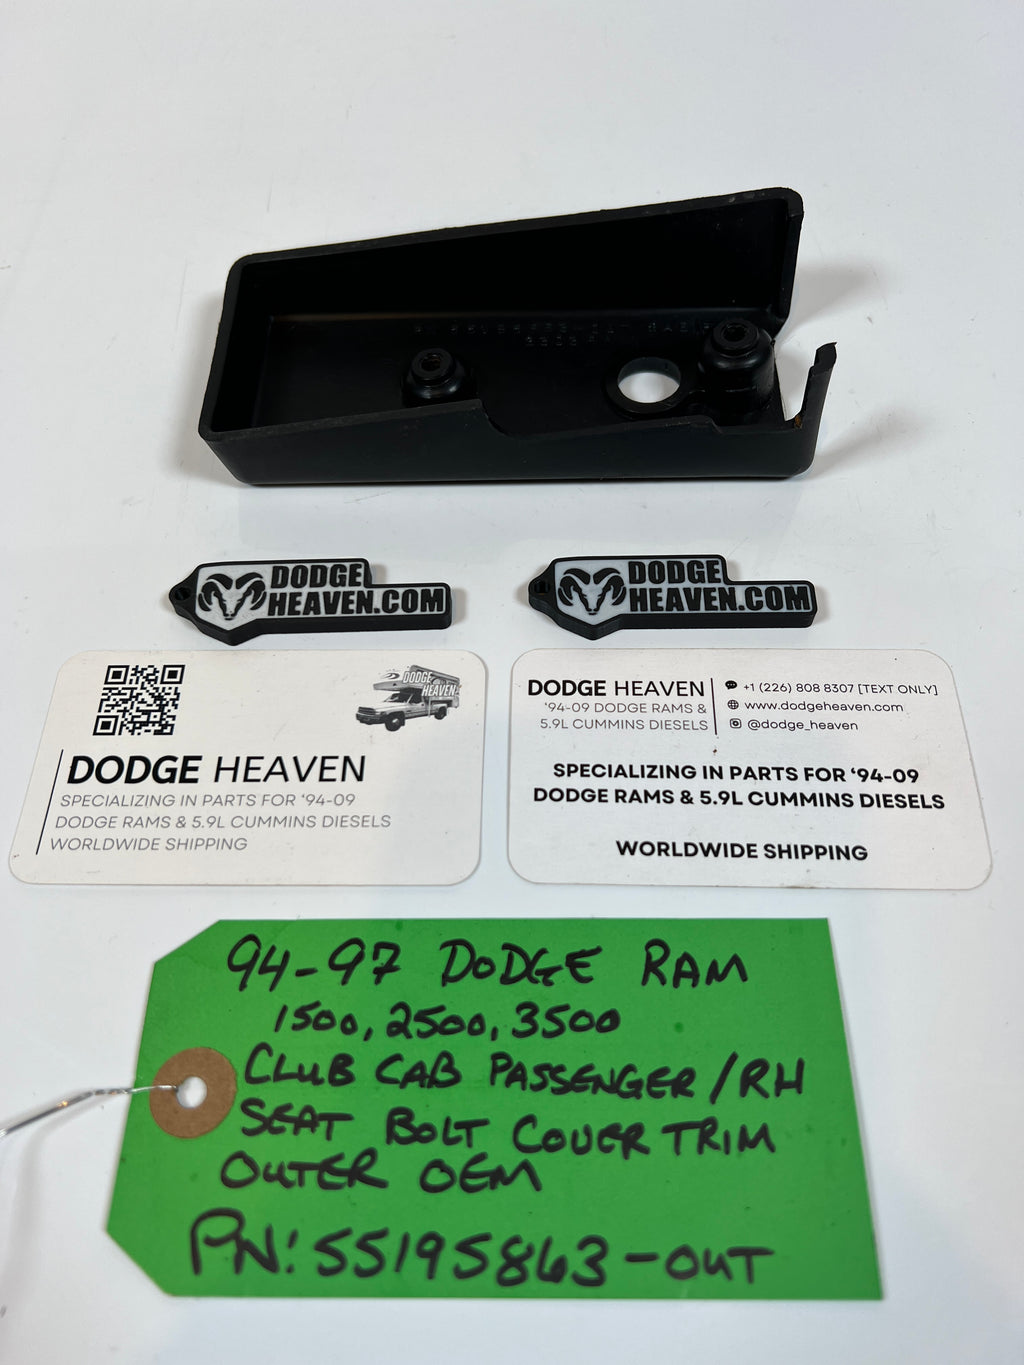 DODGE
HEAVEN.COM
DODGE
HEAVEN.COM
DODGE
HEAVEN
DODGE HEAVEN
SPECIALIZING IN PARTS FOR ‘94-09
DODGE RAMS & 5.9L CUMMINS DIESELS
WORLDWIDE SHIPPING
DODGE HEAVEN
‘94-09 DODGE RAMS &
5.9L CUMMINS DIESELS
+1 (226) 808 8307 [TEXT ONLY]
www.dodgeheaven.com
@dodge_heaven
SPECIALIZING IN PARTS FOR ‘94-09
DODGE RAMS & 5.9L CUMMINS DIESELS
WORLDWIDE SHIPPING
94-97 DODGE RAM
1500, 2500, 3500
CLUB CAB PASSENGER/RH
SEAT BOLT COVER TRIM
OUTER OEM
PN: 55195863-OUT